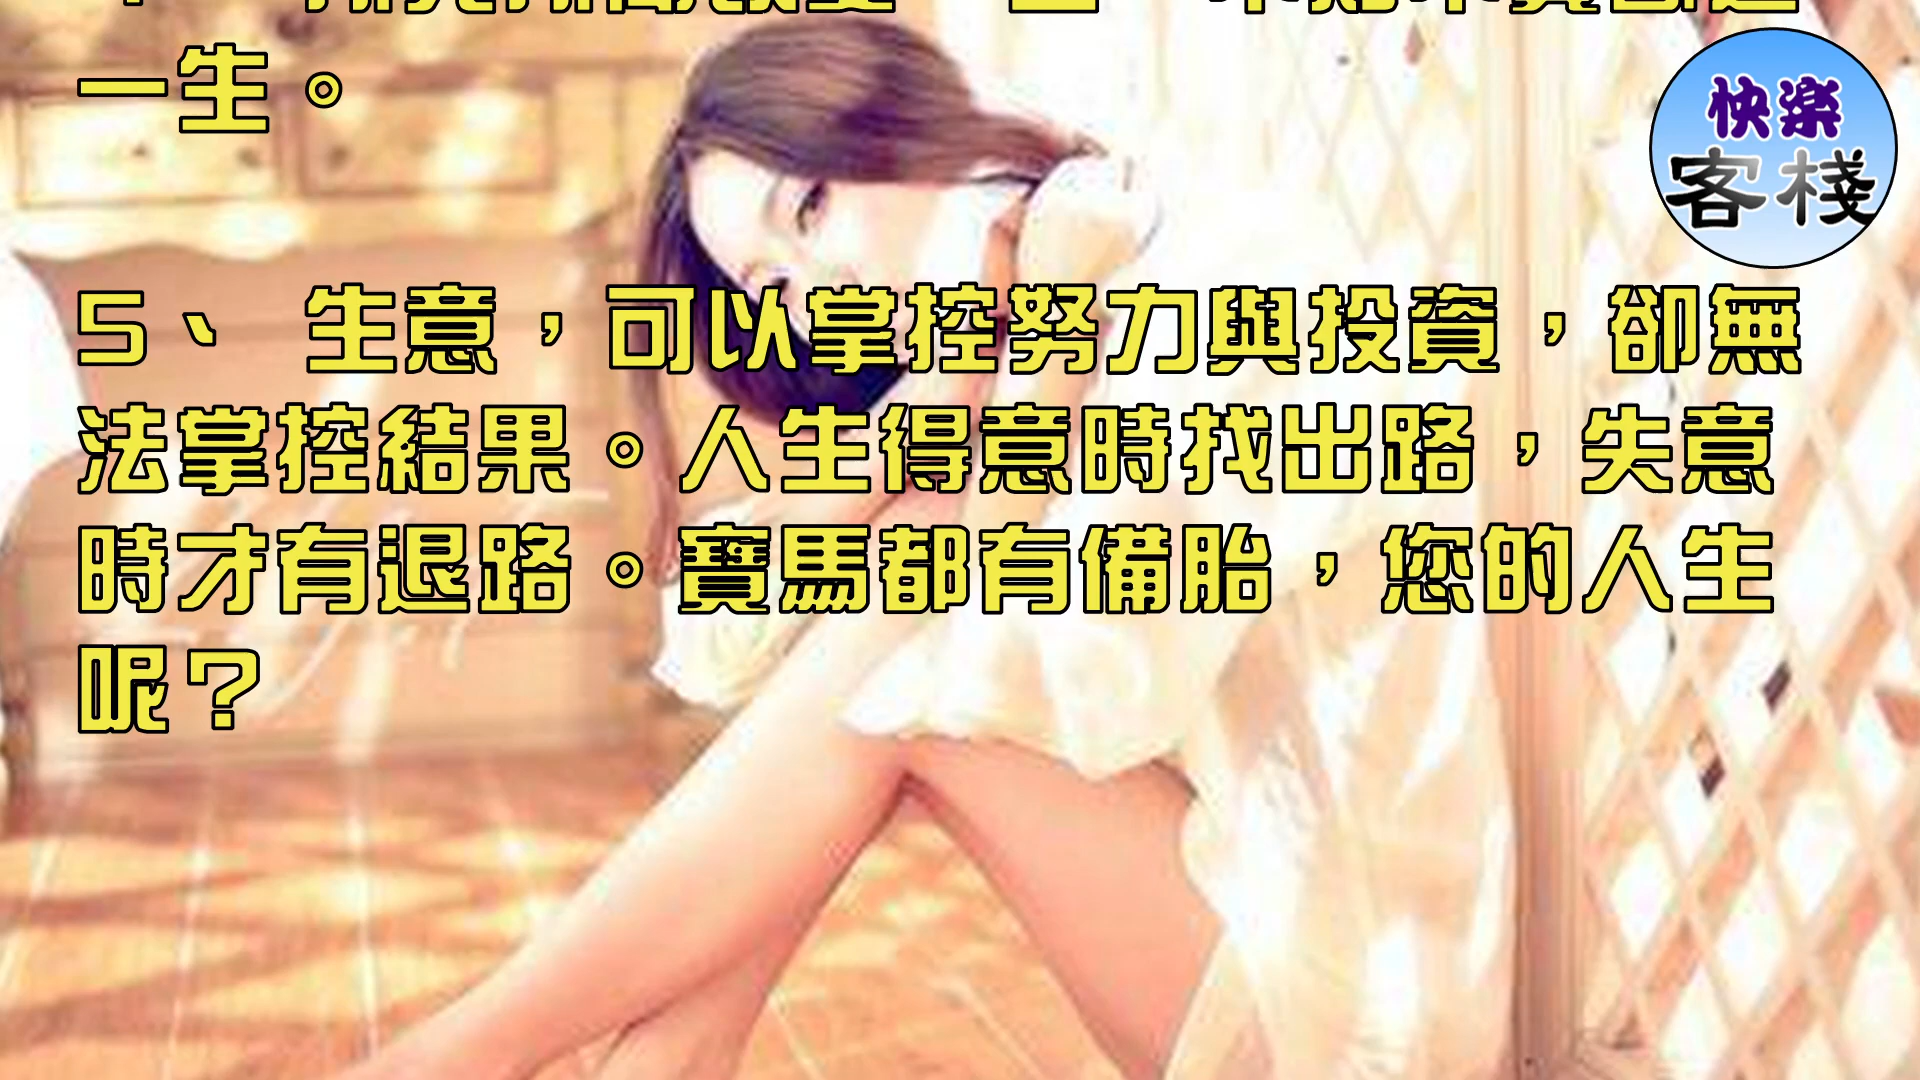 一生。
快楽
客棧
5、 生意，可以掌控努力與投資，卻無
法掌控結果。人生得意時找出路，失意
時才有退路。寶馬都有備胎，您的人生
呢？